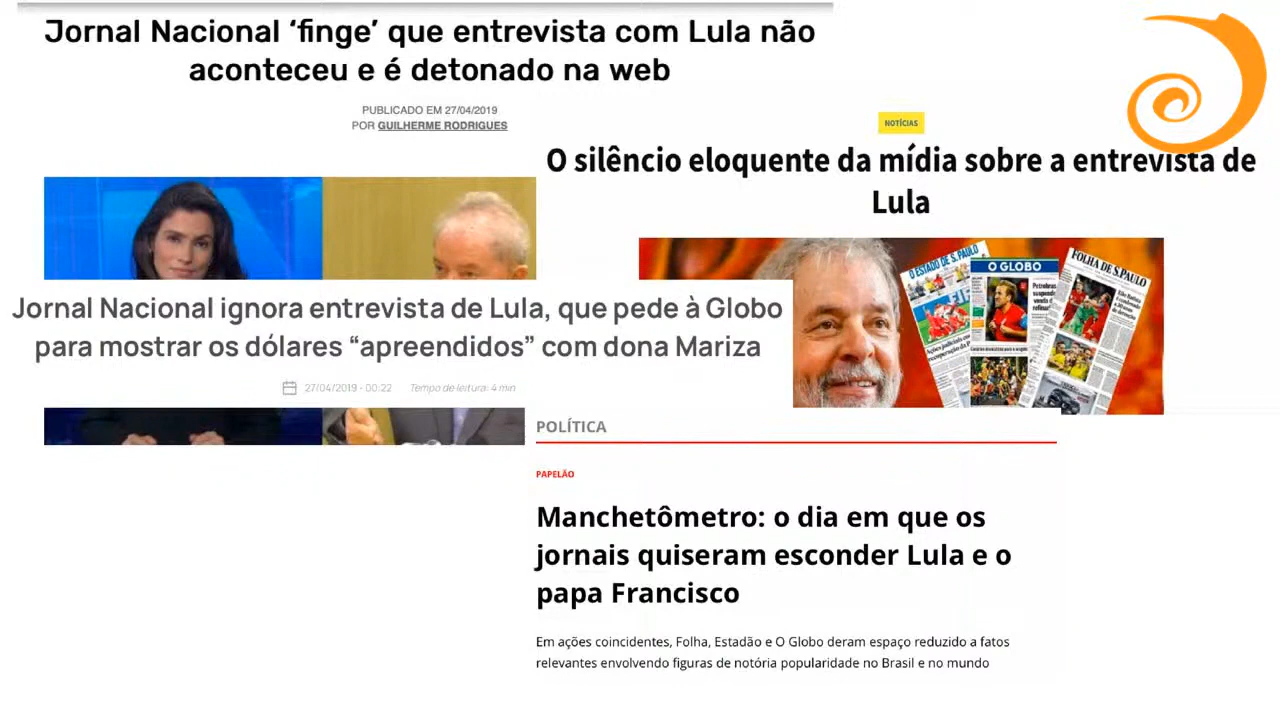 Jornal Nacional ‘finge’ que entrevista com Lula não
aconteceu e é detonado na web
PUBLICADO EM 27/04/2019
POR GUILHERME RODRIGUES
NOTÍCIAS
O silêncio eloquente da mídia sobre a entrevista de
Lula
O ESTADO DE S. PAULO
O GLOBO
FOLHA DE S.PAULO
Jornal Nacional ignora entrevista de Lula, que pede à Globo
para mostrar os dólares “apreendidos” com dona Mariza
27/04/2019 - 00:22 Tempo de leitura: 4 min
POLÍTICA
PAPELÃO
Manchetômetro: o dia em que os
jornais quiseram esconder Lula e o
papa Francisco
Em ações coincidentes, Folha, Estadão e O Globo deram espaço reduzido a fatos
relevantes envolvendo figuras de notória popularidade no Brasil e no mundo